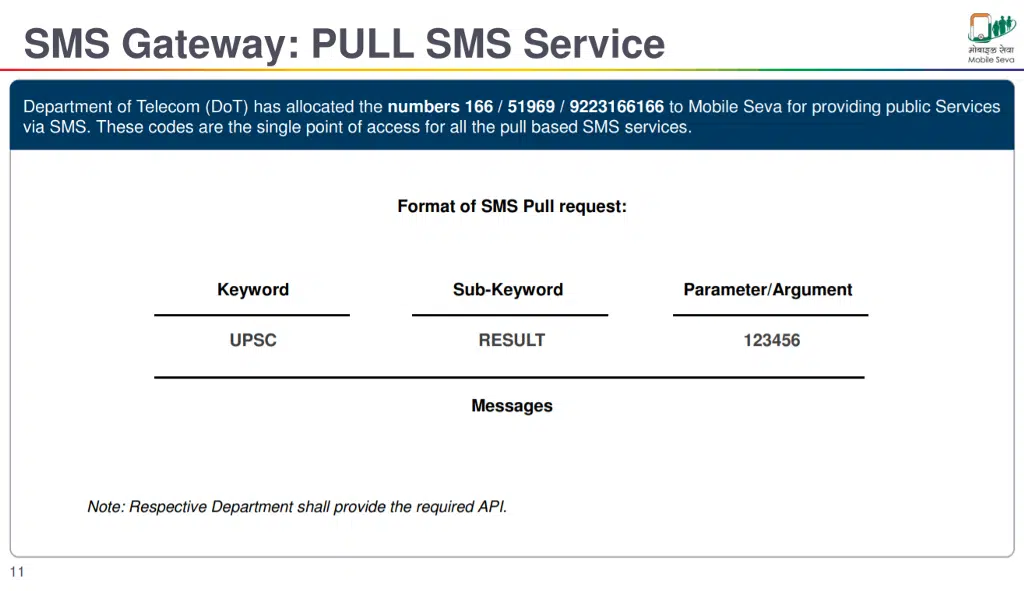 SMS Gateway: PULL SMS Service
मोबाइल सेवा
Mobile Seva
Department of Telecom (DoT) has allocated the numbers 166 / 51969 / 9223166166 to Mobile Seva for providing public Services
via SMS. These codes are the single point of access for all the pull based SMS services.
Format of SMS Pull request:
Keyword Sub-Keyword Parameter/Argument
UPSC RESULT 123456
Messages
Note: Respective Department shall provide the required API.
11